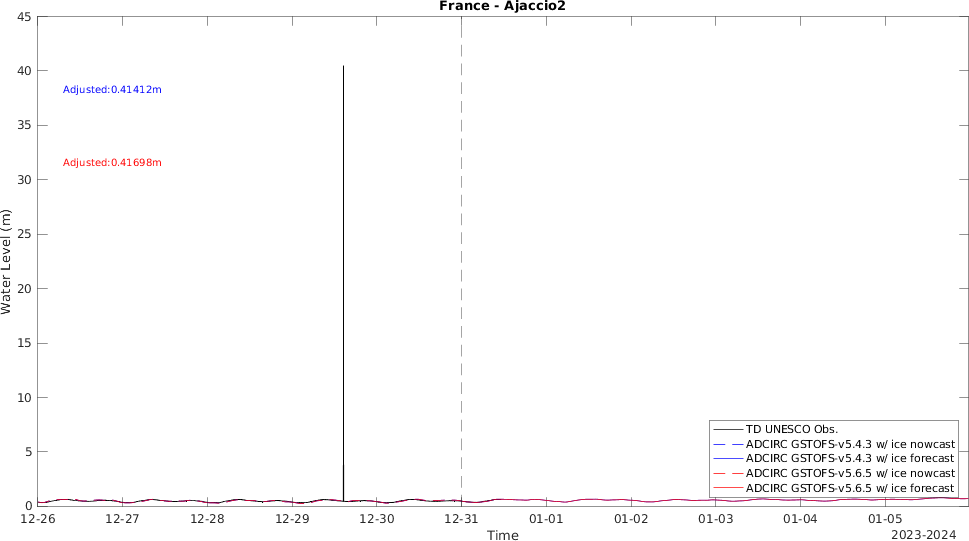 France - Ajaccio2
45
40
35
30
25
20
15
10
5
0
Water Level (m)
Adjusted:0.41412m
Adjusted:0.41698m
TD UNESCO Obs.
ADCIRC GSTOFS-v5.4.3 w/ ice nowcast
ADCIRC GSTOFS-v5.4.3 w/ ice forecast
ADCIRC GSTOFS-v5.6.5 w/ ice nowcast
ADCIRC GSTOFS-v5.6.5 w/ ice forecast
12-26 12-27 12-28 12-29 12-30 12-31 01-01 01-02 01-03 01-04 01-05
Time
2023-2024